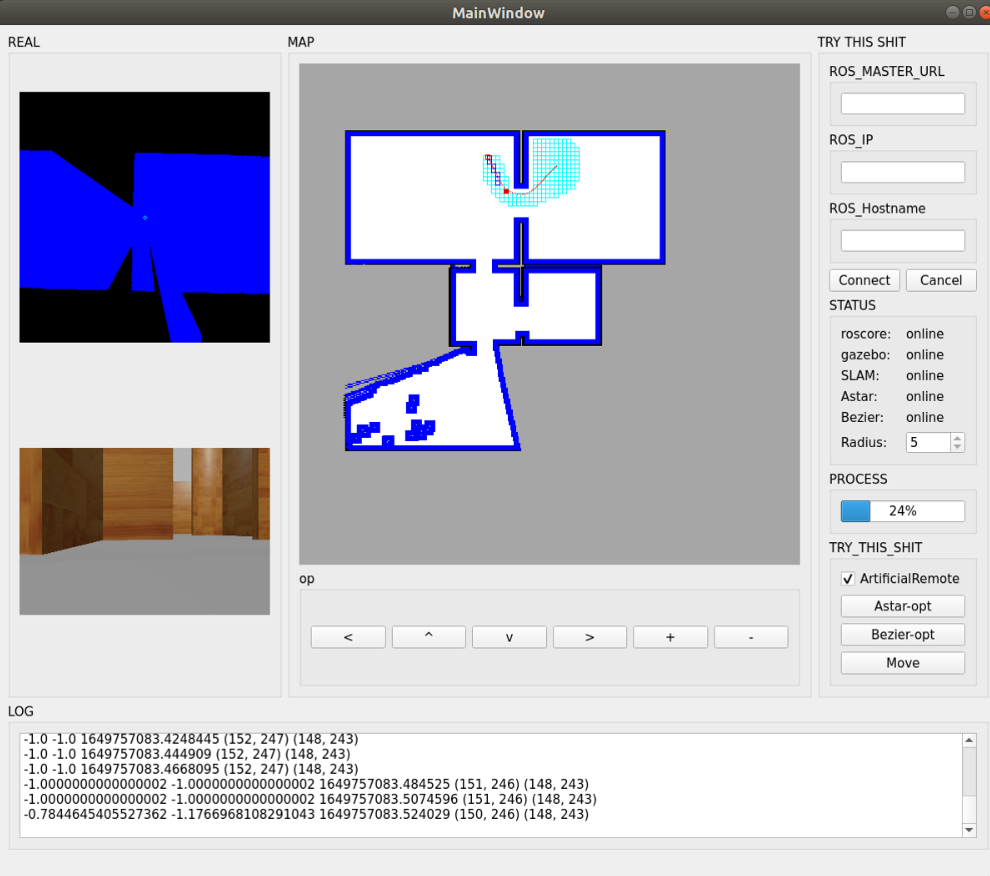 MainWindow
REAL
MAP
TRY THIS SHIT
ROS_MASTER_URL
ROS_IP
ROS_Hostname
Connect Cancel
STATUS
roscore: online
gazebo: online
SLAM: online
Astar: online
Bezier: online
Radius: 5
PROCESS
24%
TRY_THIS_SHIT
ArtificialRemote
Astar-opt
Bezier-opt
Move
op
< ^ v > + -
LOG
-1.0 -1.0 1649757083.4248445 (152, 247) (148, 243)
-1.0 -1.0 1649757083.444909 (152, 247) (148, 243)
-1.0 -1.0 1649757083.4668095 (152, 247) (148, 243)
-1.0000000000000002 -1.0000000000000002 1649757083.484525 (151, 246) (148, 243)
-1.0000000000000002 -1.0000000000000002 1649757083.5074596 (151, 246) (148, 243)
-0.7844654405527362 -1.1766968108291043 1649757083.524029 (150, 246) (148, 243)